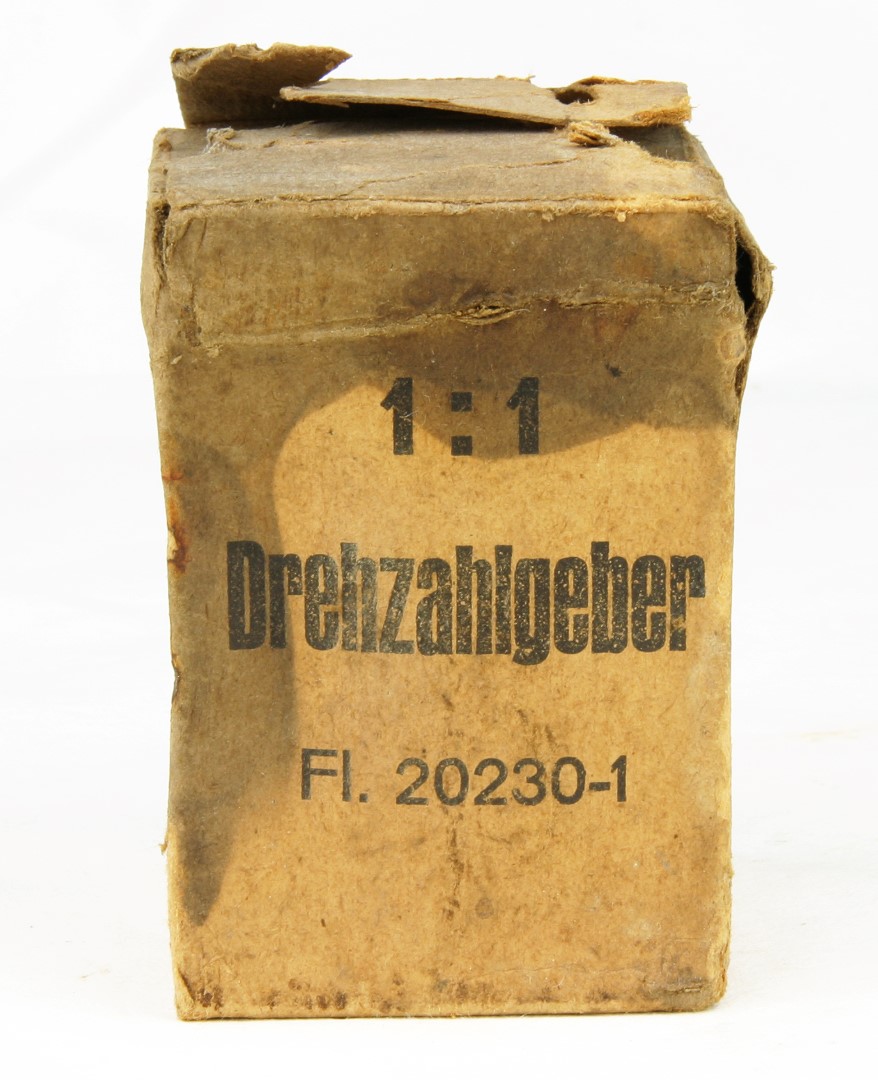 1 : 1
Drehzahlgeber
Fl. 20230-1